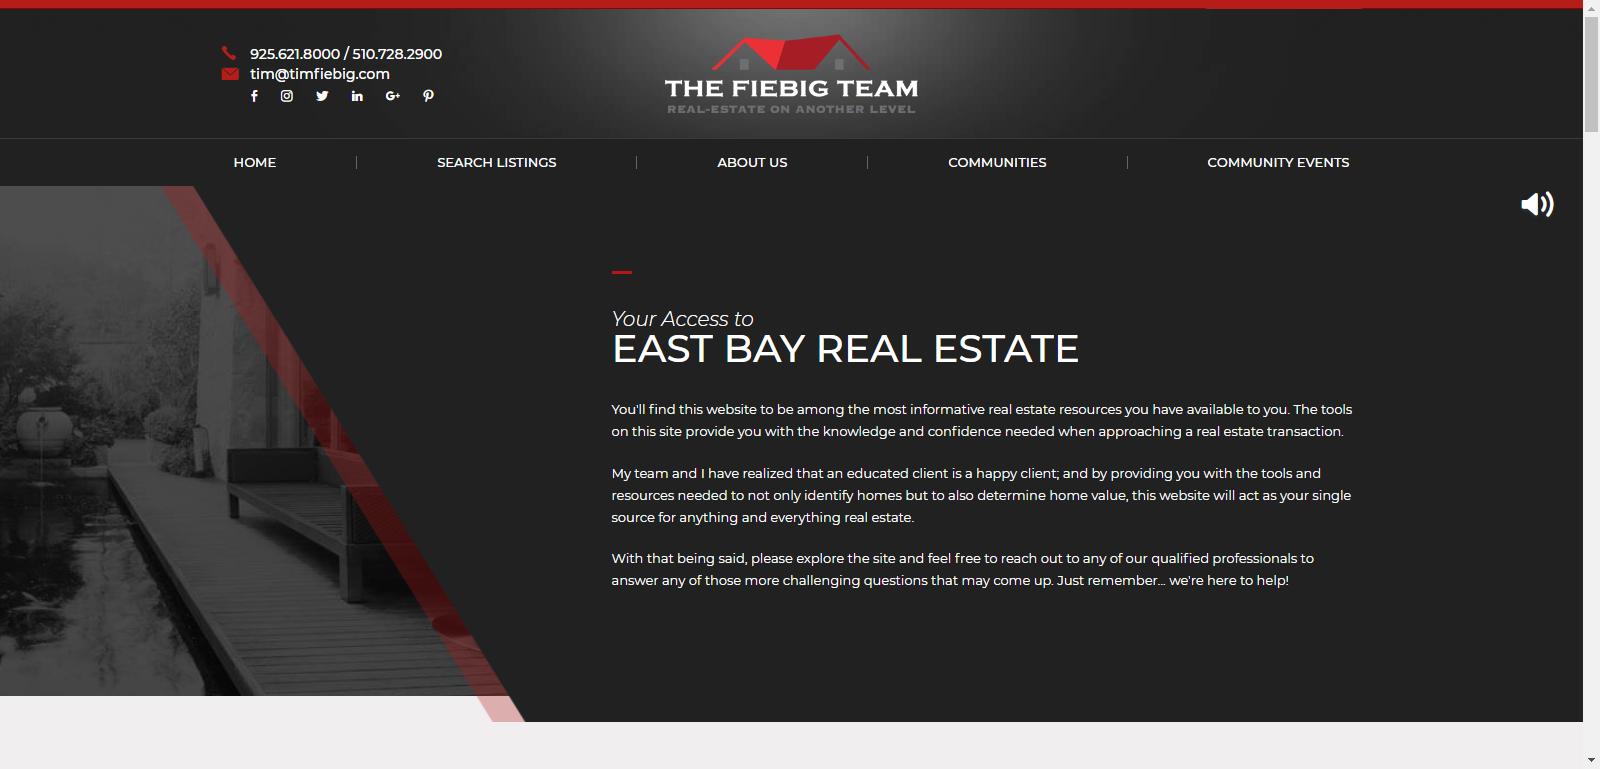 925.621.8000 / 510.728.2900
tim@timfiebig.com
THE FIEBIG TEAM
REAL-ESTATE ON ANOTHER LEVEL
HOME
SEARCH LISTINGS
ABOUT US
COMMUNITIES
COMMUNITY EVENTS
Your Access to
EAST BAY REAL ESTATE
You'll find this website to be among the most informative real estate resources you have available to you. The tools
on this site provide you with the knowledge and confidence needed when approaching a real estate transaction.
My team and I have realized that an educated client is a happy client; and by providing you with the tools and
resources needed to not only identify homes but to also determine home value, this website will act as your single
source for anything and everything real estate.
With that being said, please explore the site and feel free to reach out to any of our qualified professionals to
answer any of those more challenging questions that may come up. Just remember... we're here to help!